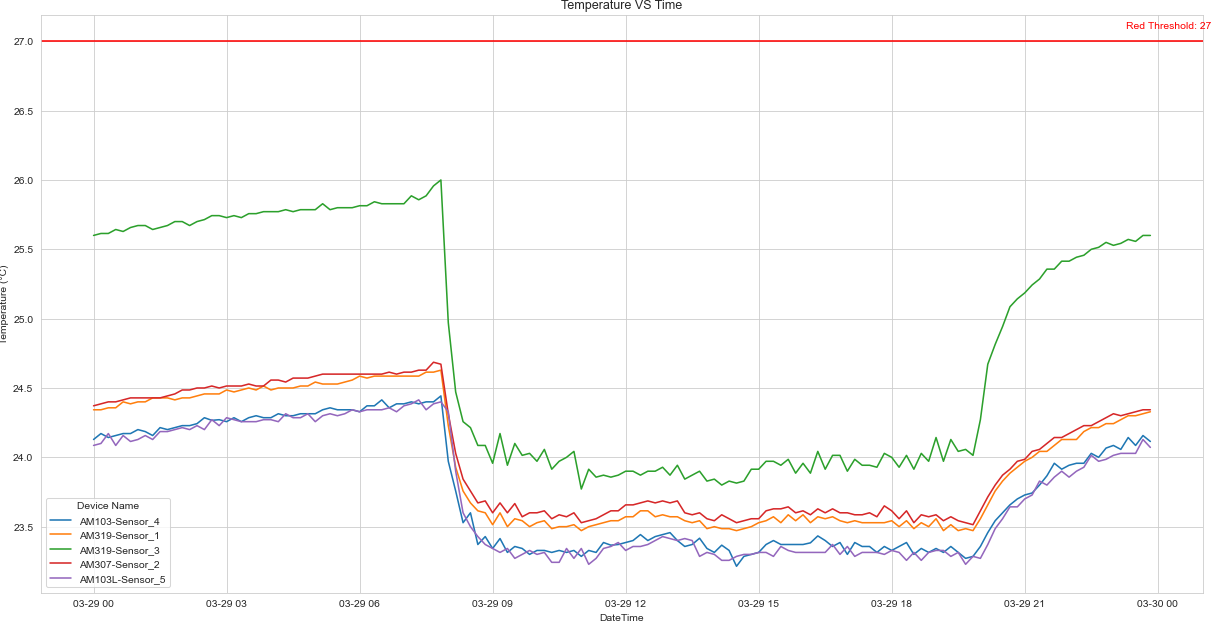 Temperature VS Time
Red Threshold: 27
27.0
26.5
26.0
25.5
25.0
24.5
24.0
23.5
Temperature (°C)
Device Name
AM103-Sensor_4
AM319-Sensor_1
AM319-Sensor_3
AM307-Sensor_2
AM103L-Sensor_5
03-29 00
03-29 03
03-29 06
03-29 09
03-29 12
03-29 15
03-29 18
03-29 21
03-30 00
DateTime